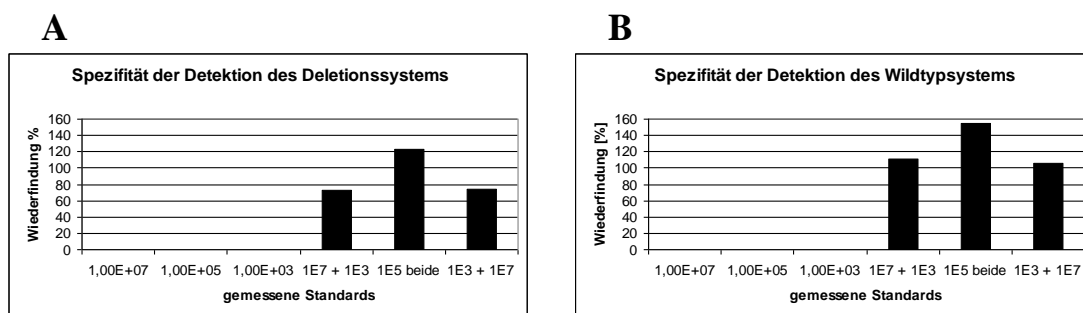 A
Spezifität der Detektion des Deletionssystems
Wiederfindung %
160
140
120
100
80
60
40
20
0
1,00E+07 1,00E+05 1,00E+03 1E7 + 1E3 1E5 beide 1E3 + 1E7
gemessene Standards
B
Spezifität der Detektion des Wildtypsystems
Wiederfindung [%]
160
140
120
100
80
60
40
20
0
1,00E+07 1,00E+05 1,00E+03 1E7 + 1E3 1E5 beide 1E3 + 1E7
gemessene Standards